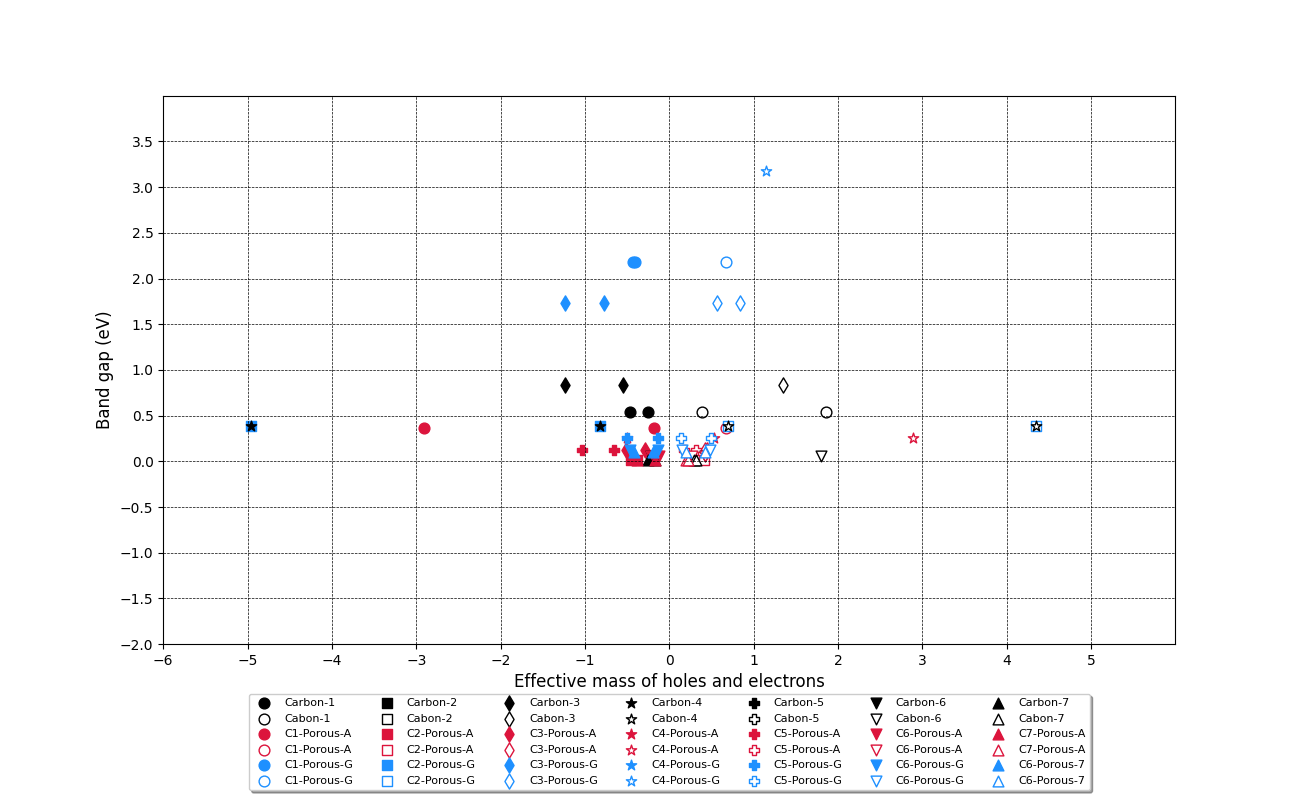 3.5
3.0
2.5
2.0
1.5
1.0
0.5
0.0
−0.5
−1.0
−1.5
−2.0
Band gap (eV)
−6 −5 −4 −3 −2 −1 0 1 2 3 4 5
Effective mass of holes and electrons
Carbon-1 Carbon-2 Carbon-3 Carbon-4 Carbon-5 Carbon-6 Carbon-7
Cabon-1 Cabon-2 Cabon-3 Cabon-4 Cabon-5 Cabon-6 Cabon-7
C1-Porous-A C2-Porous-A C3-Porous-A C4-Porous-A C5-Porous-A C6-Porous-A C7-Porous-A
C1-Porous-A C2-Porous-A C3-Porous-A C4-Porous-A C5-Porous-A C6-Porous-A C7-Porous-A
C1-Porous-G C2-Porous-G C3-Porous-G C4-Porous-G C5-Porous-G C6-Porous-G C6-Porous-7
C1-Porous-G C2-Porous-G C3-Porous-G C4-Porous-G C5-Porous-G C6-Porous-G C6-Porous-7